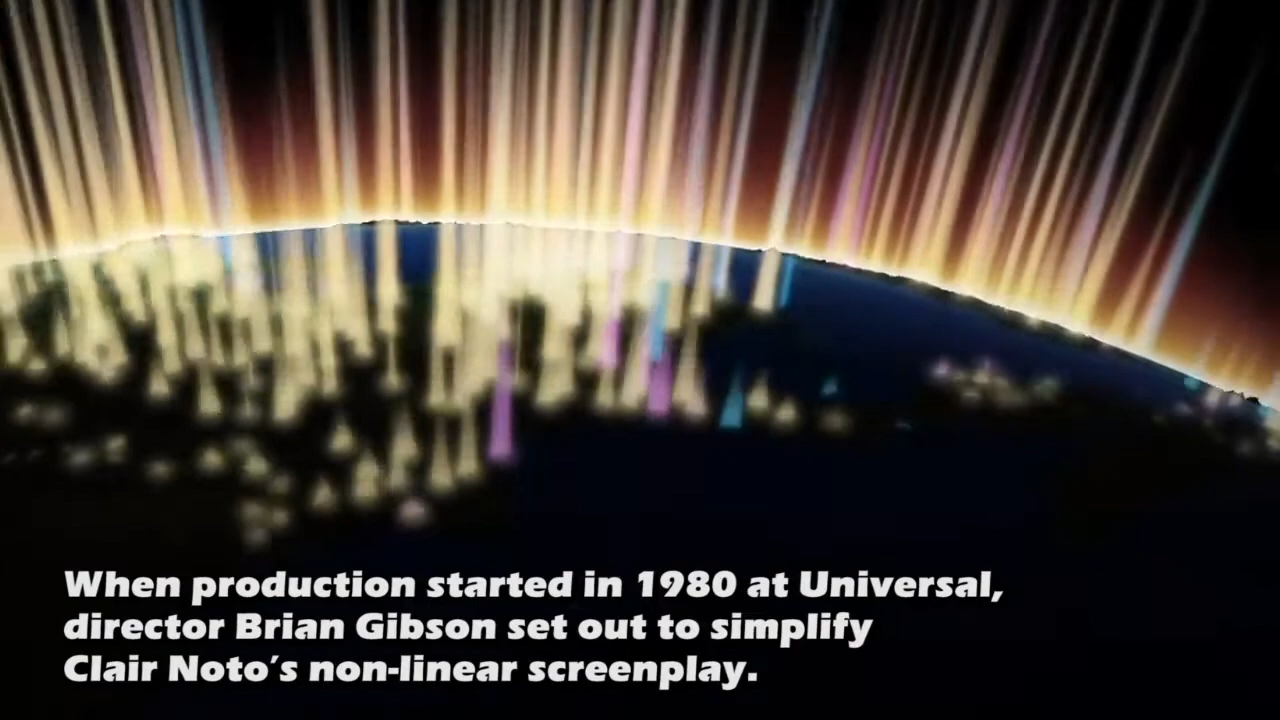 When production started in 1980 at Universal,
director Brian Gibson set out to simplify
Clair Noto's non-linear screenplay.